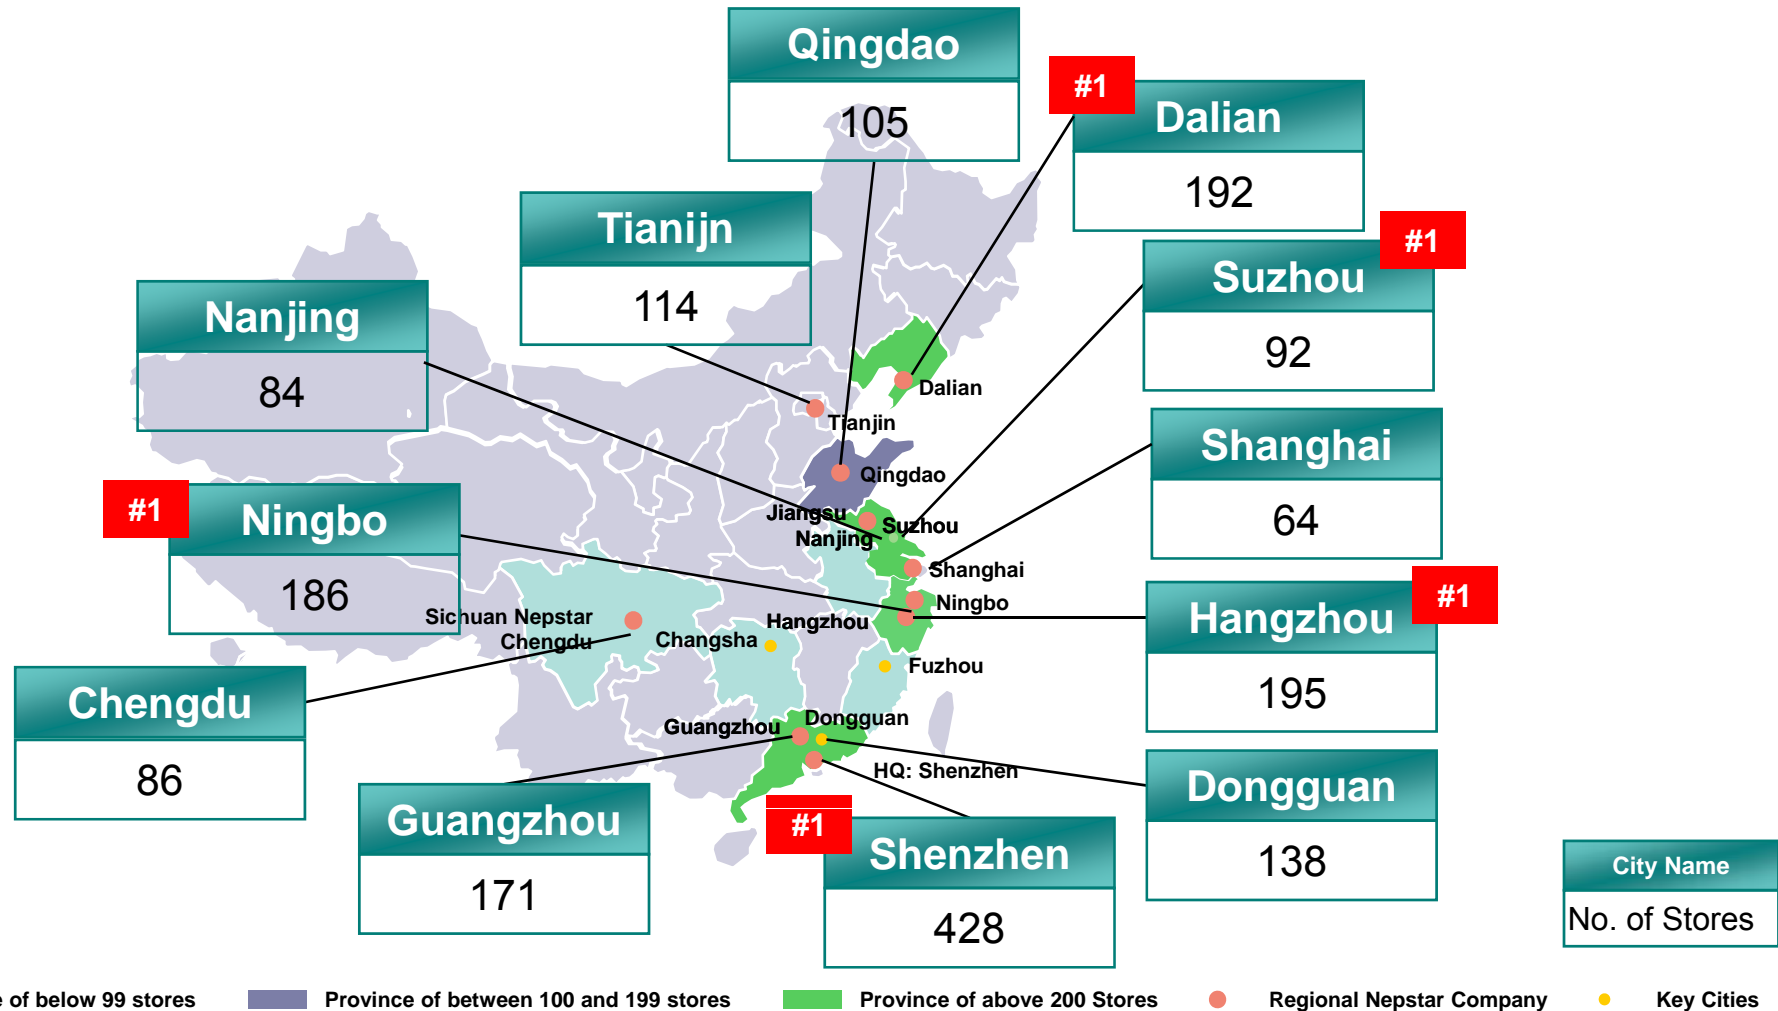 Qingdao
105
#1
Dalian
192
Tianijn
114
#1
Suzhou
92
Nanjing
84
Dalian
Tianjin
Qingdao
Shanghai
64
#1
Ningbo
186
Jiangsu
Suzhou
Nanjing
Shanghai
Ningbo
Hangzhou
#1
Hangzhou
195
Sichuan Nepstar
Chengdu
Changsha
Fuzhou
Chengdu
86
Guangzhou
Dongguan
HQ: Shenzhen
Dongguan
138
Guangzhou
171
#1
Shenzhen
428
City Name
No. of Stores
of below 99 stores
Province of between 100 and 199 stores
Province of above 200 Stores
Regional Nepstar Company
Key Cities